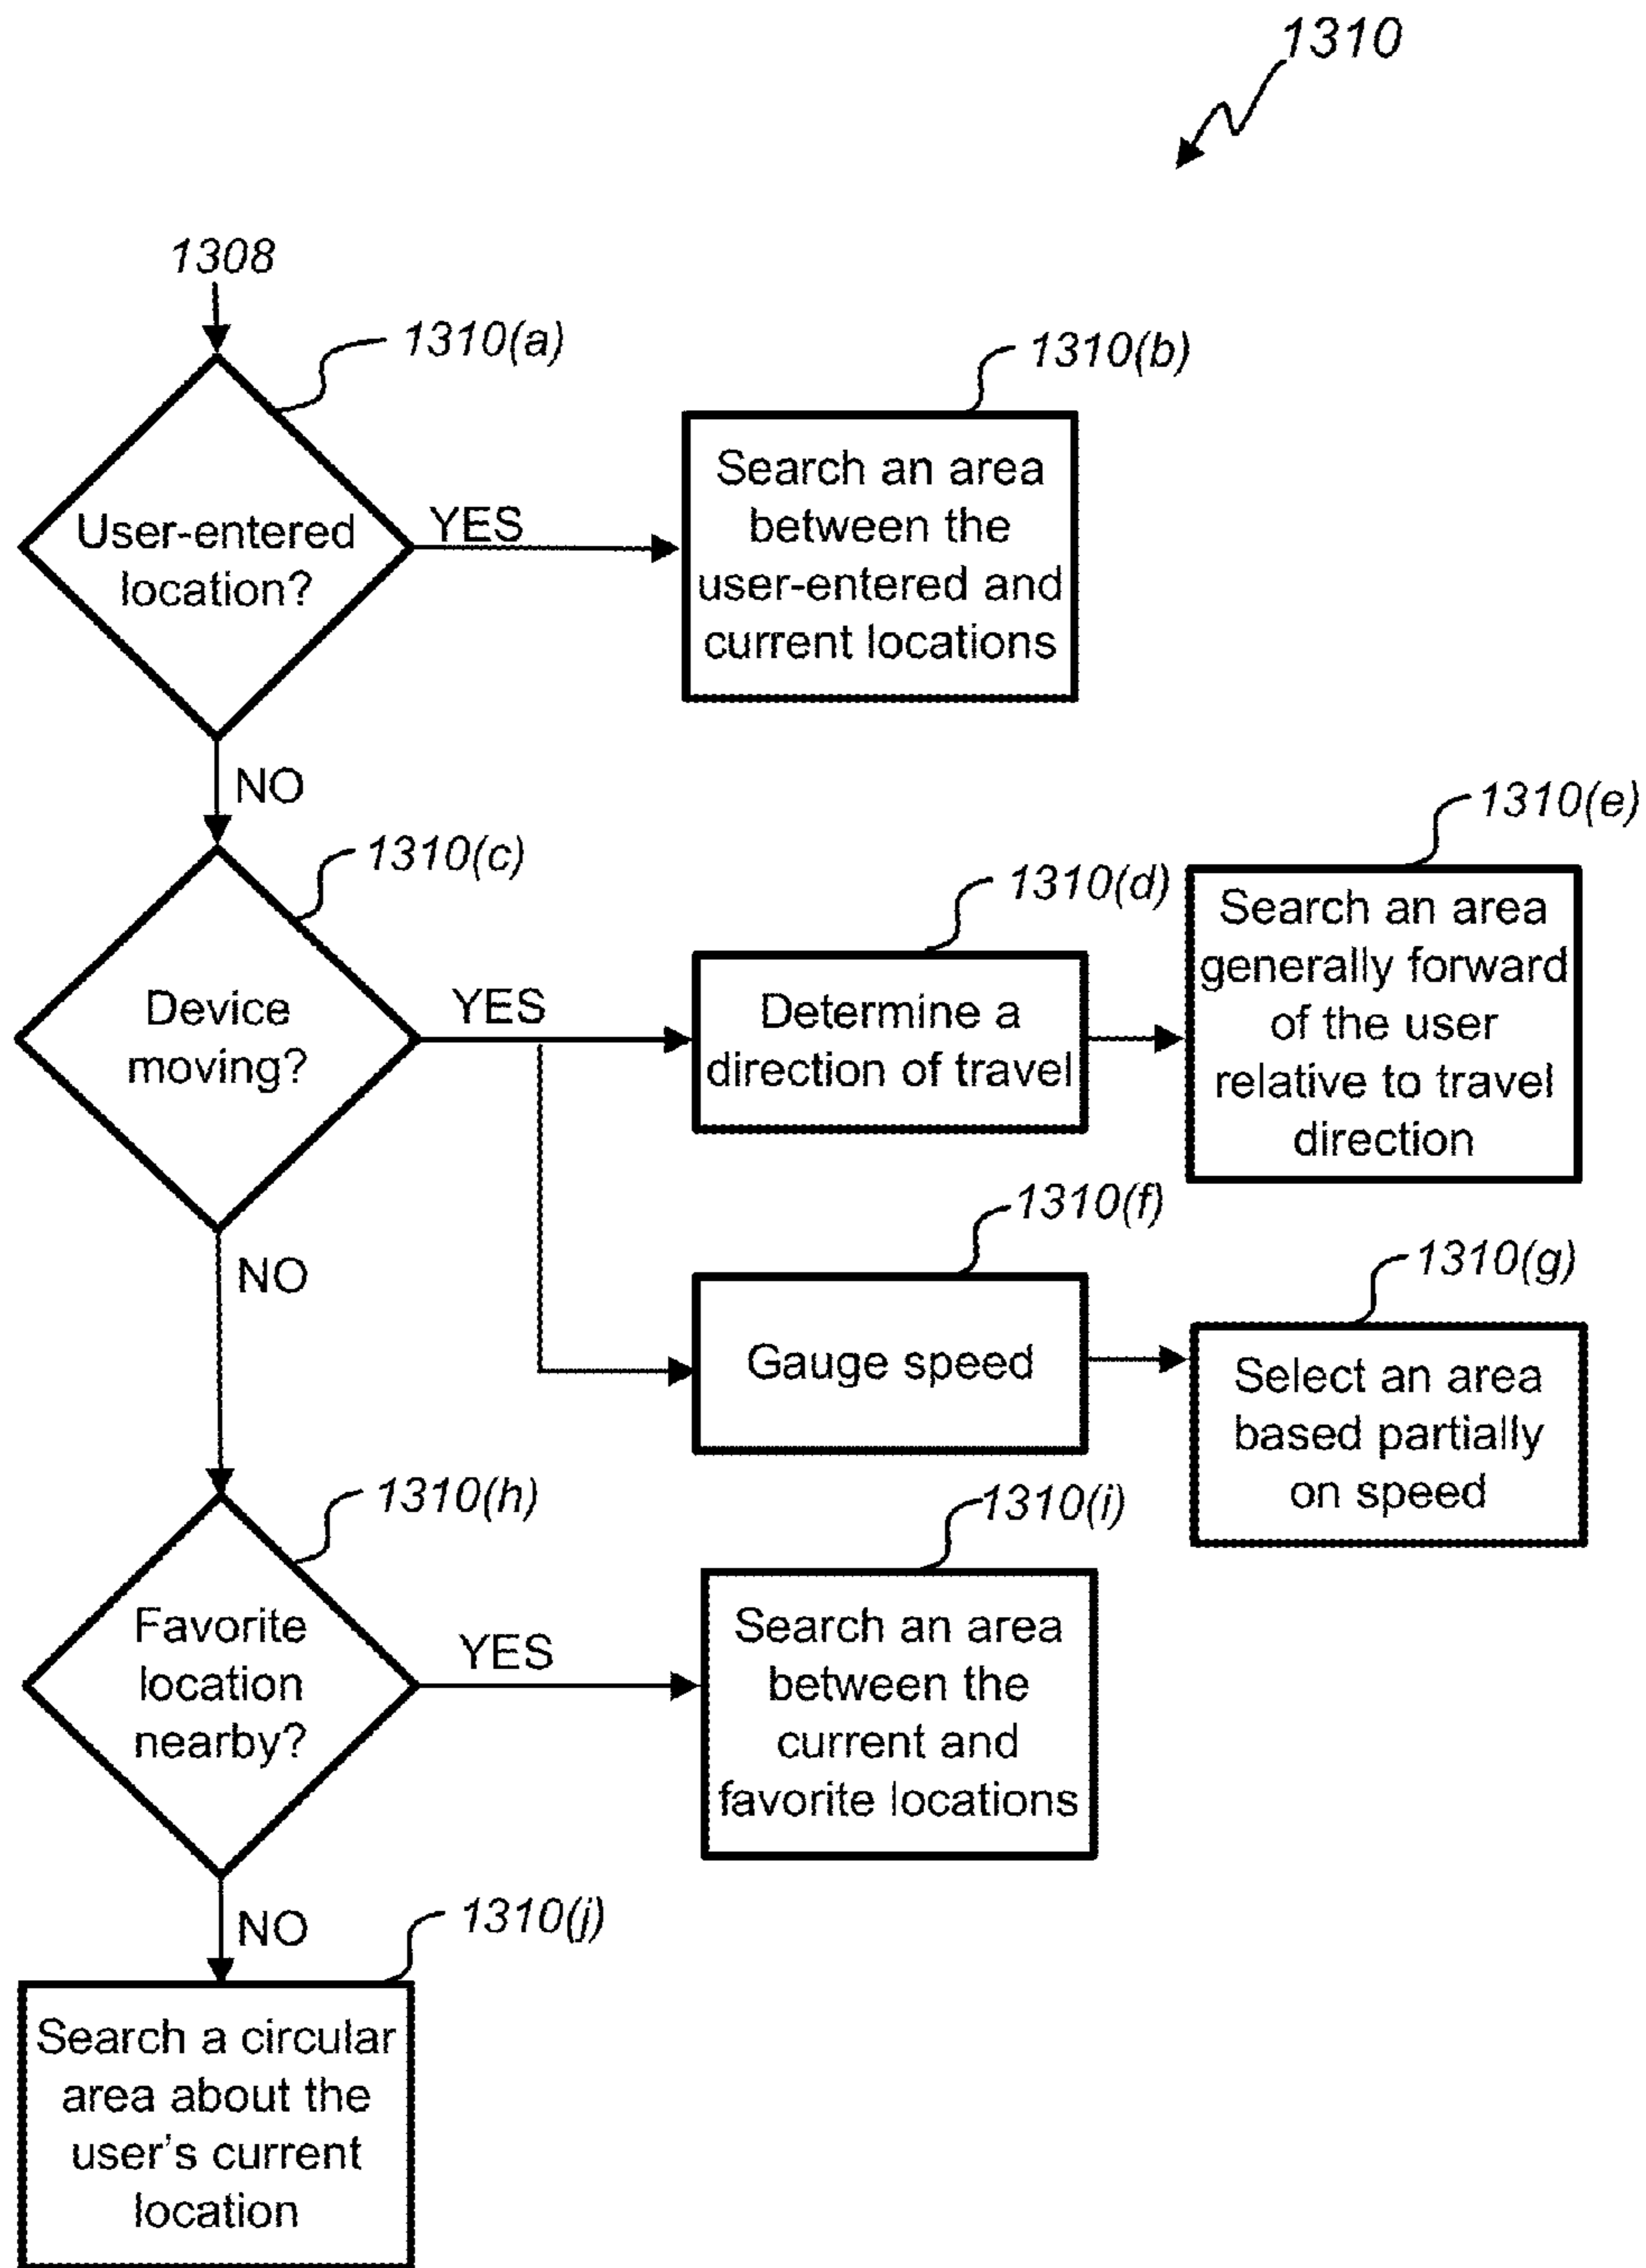 1310
1308
1310(a)
User-entered
location?
YES
1310(b)
Search an area
between the
user-entered and
current locations
NO
1310(c)
Device
moving?
YES
1310(d)
Determine a
direction of travel
1310(e)
Search an area
generally forward
of the user
relative to travel
direction
1310(f)
Gauge speed
1310(g)
Select an area
based partially
on speed
NO
1310(h)
Favorite
location
nearby?
YES
1310(i)
Search an area
between the
current and
favorite locations
NO
1310(j)
Search a circular
area about the
user's current
location